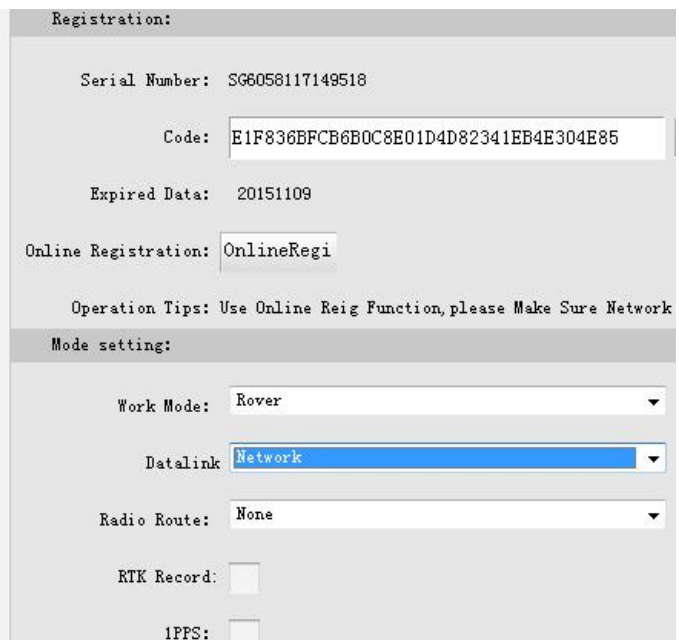 Registration:
Serial Number: SG6058117149518
Code: E1F836BFCB6B0C8E01D4D82341EB4E304E85
Expired Data: 20151109
Online Registration: OnlineRegi
Operation Tips: Use Online Reig Function,please Make Sure Network
Mode setting:
Work Mode: Rover
Datalink Network
Radio Route: None
RTK Record:
1PPS: